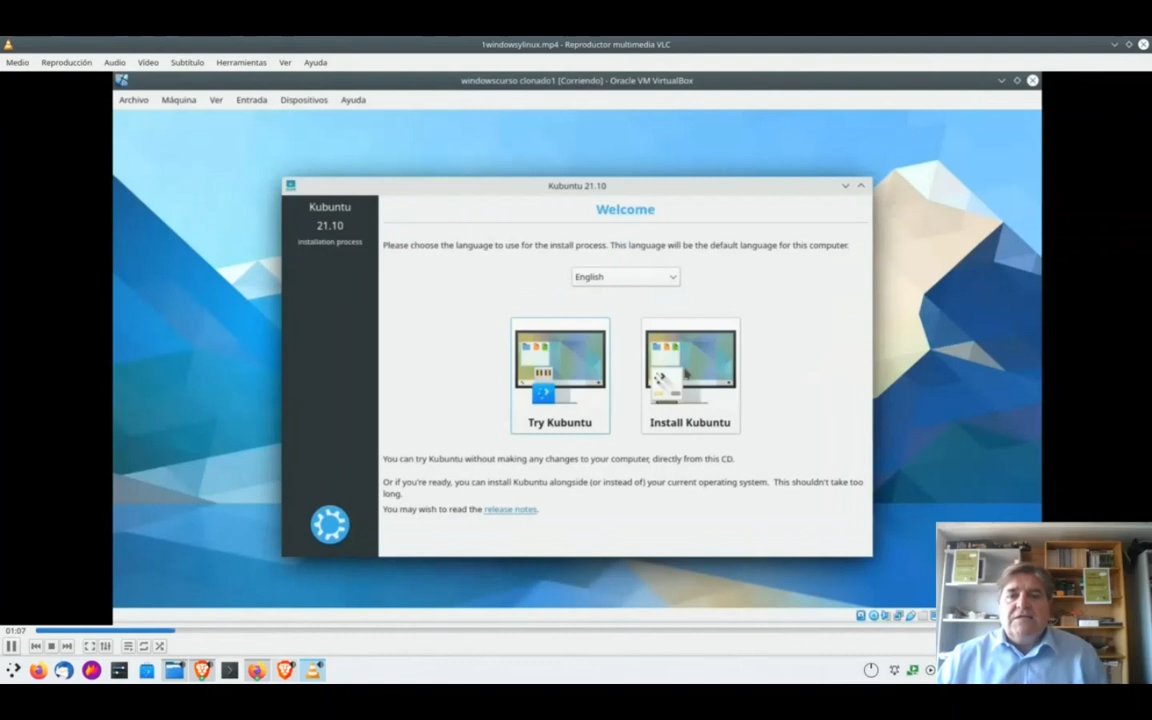 1windowsylinux.mp4 - Reproductor multimedia VLC
Medio Reproducción Audio Vídeo Subtítulo Herramientas Ver Ayuda
windowscurso clonado1 [Corriendo] - Oracle VM VirtualBox
Archivo Máquina Ver Entrada Dispositivos Ayuda
Kubuntu 21.10
Kubuntu
21.10
installation process
Welcome
Please choose the language to use for the install process. This language will be the default language for this computer.
English
Try Kubuntu
Install Kubuntu
You can try Kubuntu without making any changes to your computer, directly from this CD.
Or if you're ready, you can install Kubuntu alongside (or instead of) your current operating system. This shouldn't take too
long.
You may wish to read the release notes.
01:07